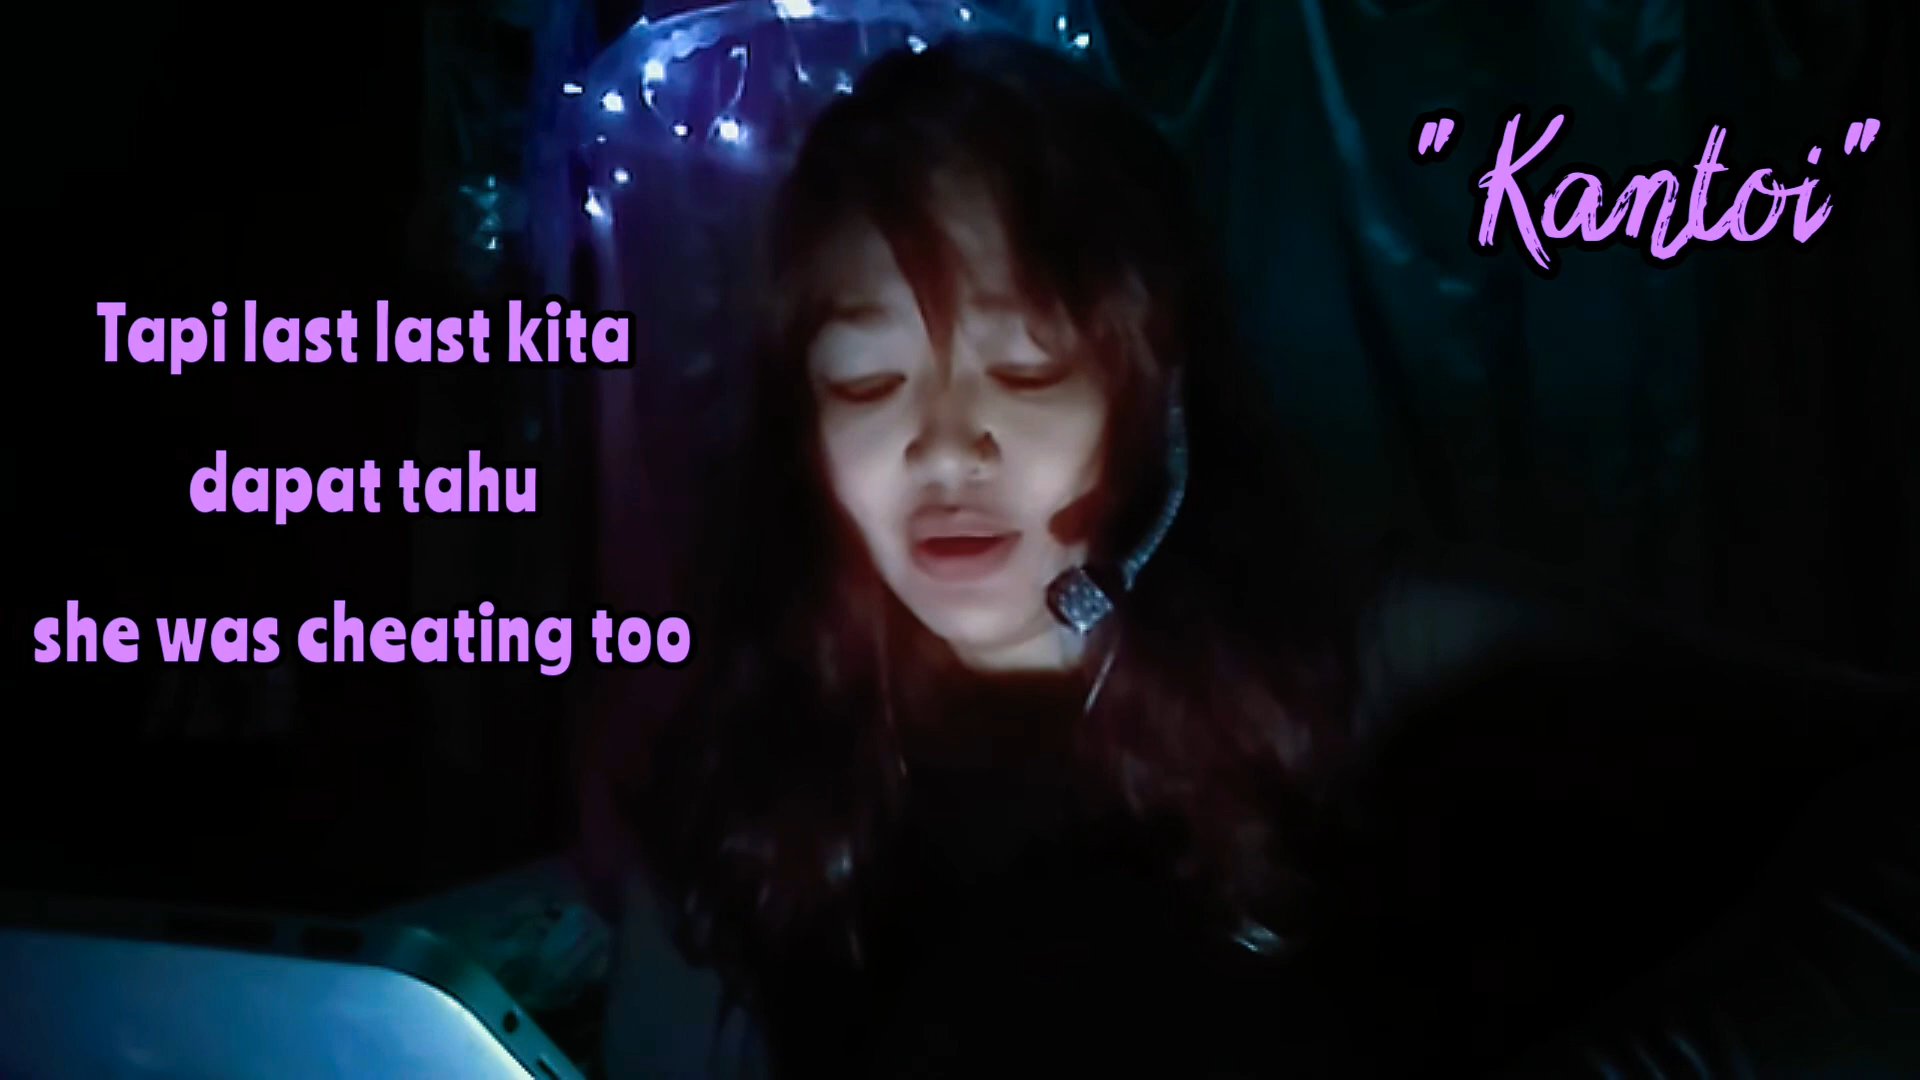 "Kantoi"
Tapi last last kita
dapat tahu
she was cheating too